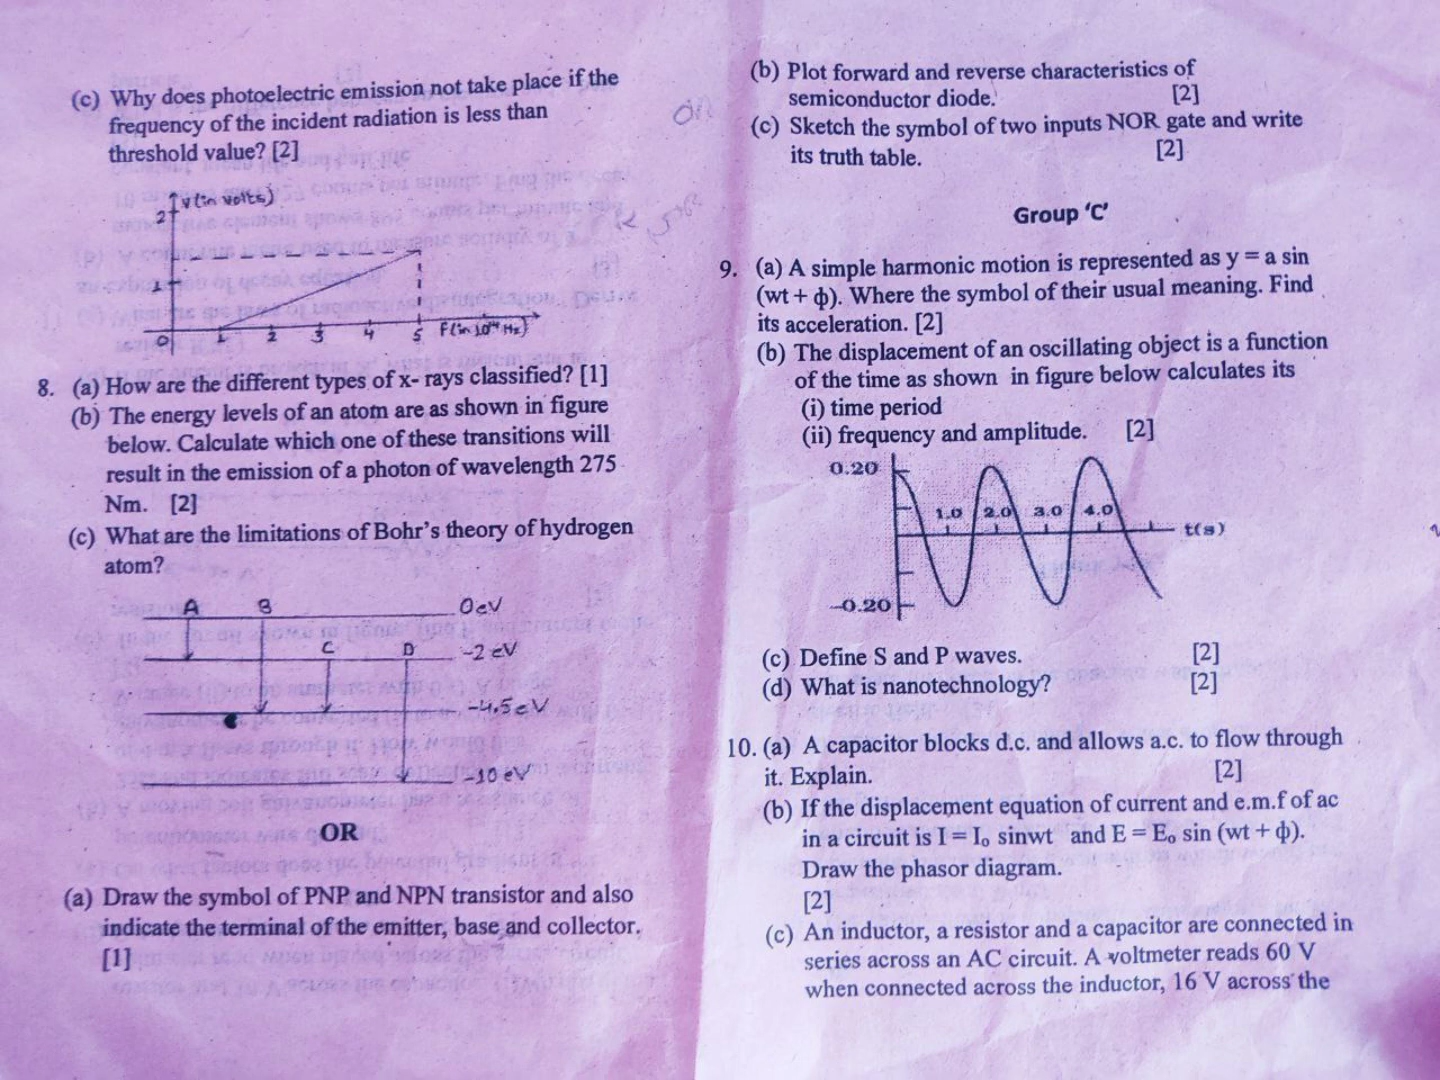 (c) Why does photoelectric emission not take place if the
frequency of the incident radiation is less than
threshold value? [2]
V (in volts)
2
1
0 1 2 3 4 5 F(in 10¹⁴ Hz)
8. (a) How are the different types of x- rays classified? [1]
(b) The energy levels of an atom are as shown in figure
below. Calculate which one of these transitions will
result in the emission of a photon of wavelength 275
Nm. [2]
(c) What are the limitations of Bohr's theory of hydrogen
atom?
A B 0eV
C D -2 eV
-4.5eV
-10 eV
OR
(a) Draw the symbol of PNP and NPN transistor and also
indicate the terminal of the emitter, base and collector.
[1]
(b) Plot forward and reverse characteristics of
semiconductor diode. [2]
(c) Sketch the symbol of two inputs NOR gate and write
its truth table. [2]
Group 'C'
9. (a) A simple harmonic motion is represented as y = a sin
(wt + ϕ). Where the symbol of their usual meaning. Find
its acceleration. [2]
(b) The displacement of an oscillating object is a function
of the time as shown in figure below calculates its
(i) time period
(ii) frequency and amplitude. [2]
0.20
1.0 2.0 3.0 4.0
t(s)
-0.20
(c) Define S and P waves. [2]
(d) What is nanotechnology? [2]
10. (a) A capacitor blocks d.c. and allows a.c. to flow through
it. Explain. [2]
(b) If the displacement equation of current and e.m.f of ac
in a circuit is I = Iₒ sinwt and E = Eₒ sin (wt + ϕ).
Draw the phasor diagram.
[2]
(c) An inductor, a resistor and a capacitor are connected in
series across an AC circuit. A voltmeter reads 60 V
when connected across the inductor, 16 V across the